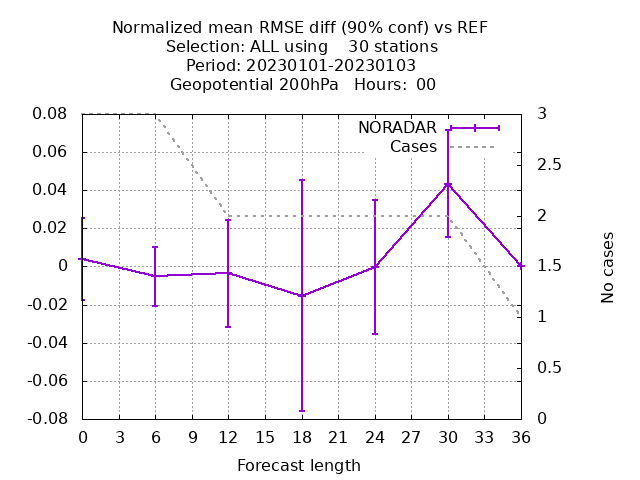 Normalized mean RMSE diff (90% conf) vs REF
Selection: ALL using    30 stations
Period: 20230101-20230103
Geopotential 200hPa   Hours:  00
0.08
0.06
0.04
0.02
0
-0.02
-0.04
-0.06
-0.08
NORADAR
Cases
3
2.5
2
1.5
1
0.5
0
No cases
0 3 6 9 12 15 18 21 24 27 30 33 36
Forecast length